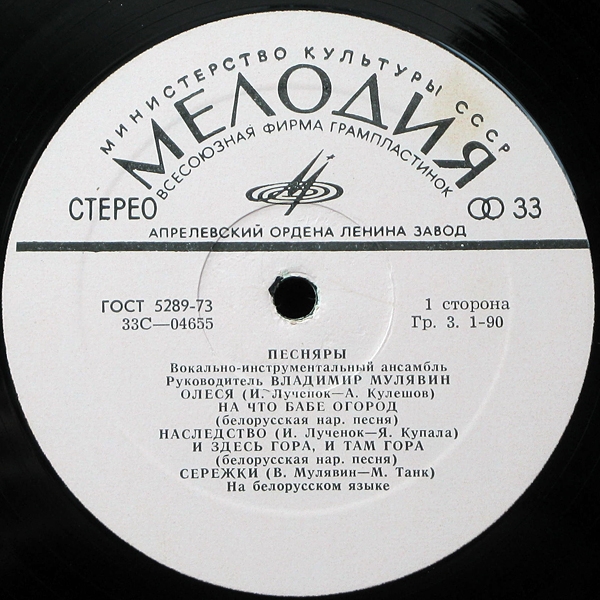 МИНИСТЕРСТВО КУЛЬТУРЫ СССР
МЕЛОДИЯ
ВСЕСОЮЗНАЯ ФИРМА ГРАМПЛАСТИНОК
СТЕРЕО
33
АПРЕЛЕВСКИЙ ОРДЕНА ЛЕНИНА ЗАВОД
ГОСТ 5289-73
33С—04655
1 сторона
Гр. 3. 1-90
ПЕСНЯРЫ
Вокально-инструментальный ансамбль
Руководитель ВЛАДИМИР МУЛЯВИН
ОЛЕСЯ (И. Лученок—А. Кулешов)
НА ЧТО БАБЕ ОГОРОД
(белорусская нар. песня)
НАСЛЕДСТВО (И. Лученок—Я. Купала)
И ЗДЕСЬ ГОРА, И ТАМ ГОРА
(белорусская нар. песня)
СЕРЕЖКИ (В. Мулявин—М. Танк)
На белорусском языке